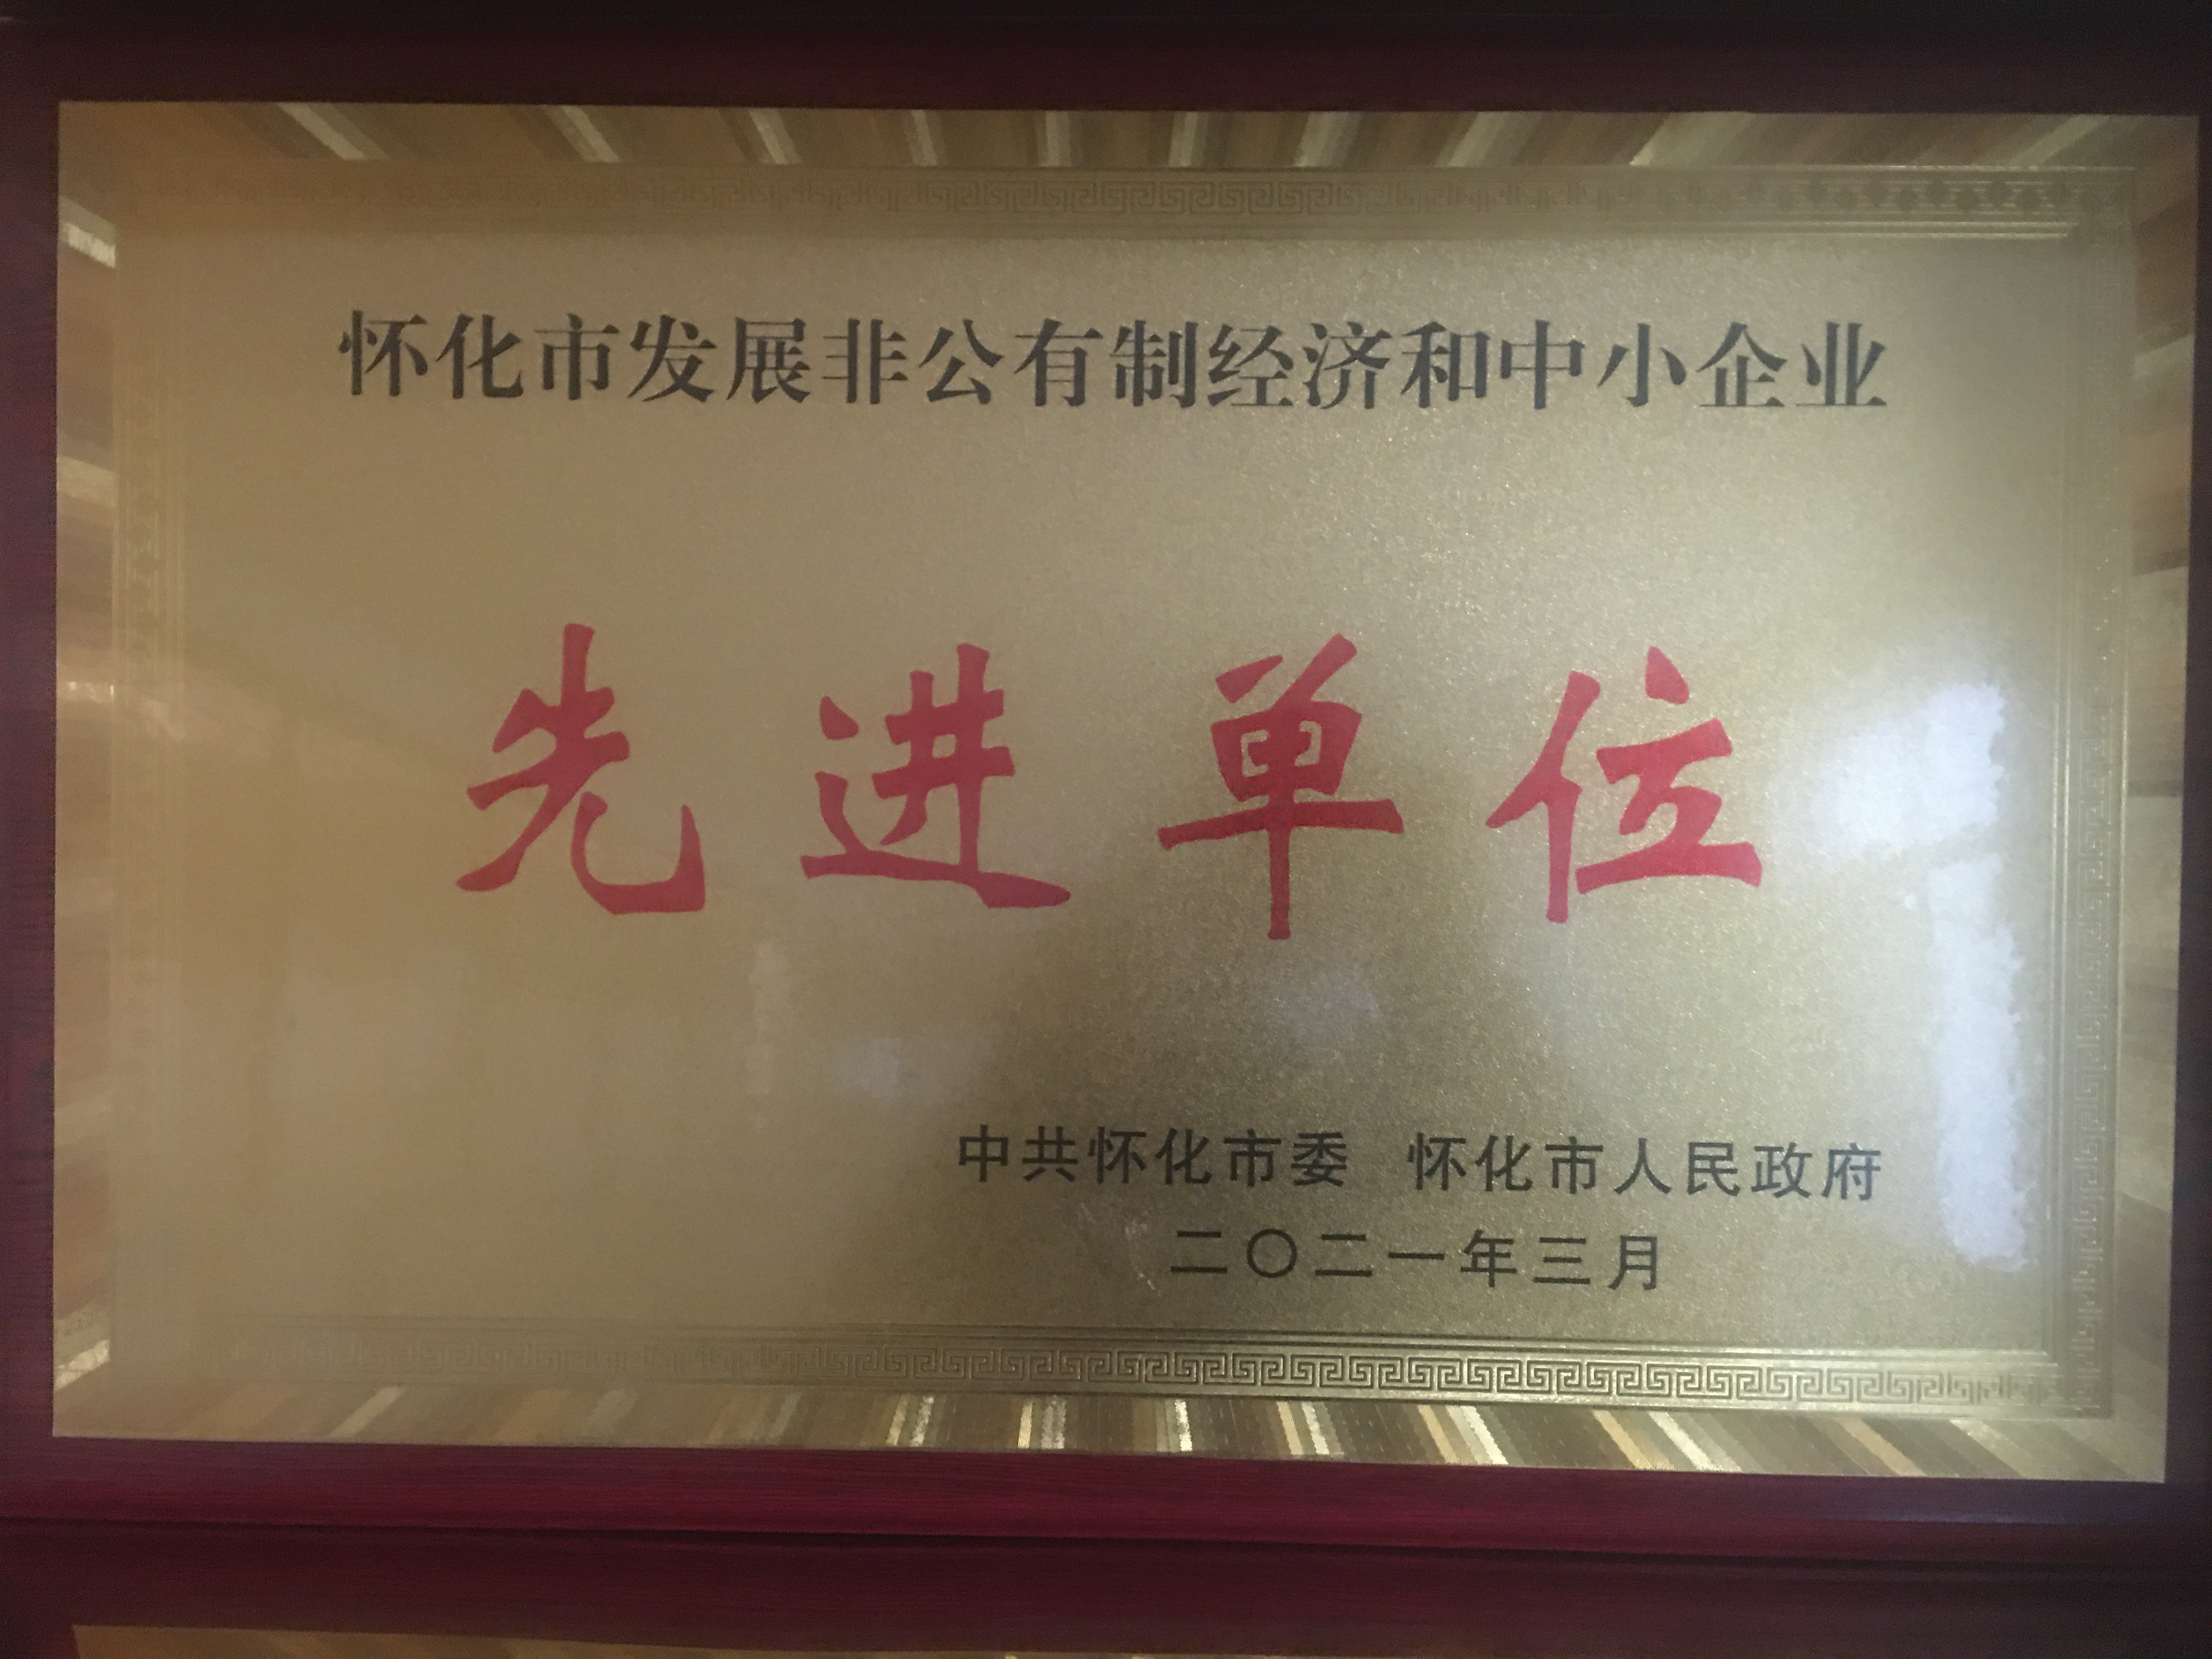 怀化市发展非公有制经济和中小企业
先进单位
中共怀化市委 怀化市人民政府
二〇二一年三月